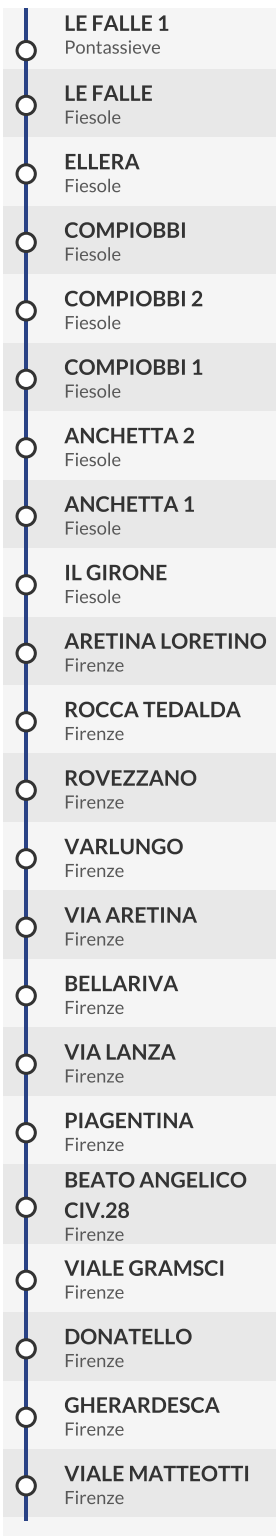 LE FALLE 1
Pontassieve
LE FALLE
Fiesole
ELLERA
Fiesole
COMPIOBBI
Fiesole
COMPIOBBI 2
Fiesole
COMPIOBBI 1
Fiesole
ANCHETTA 2
Fiesole
ANCHETTA 1
Fiesole
IL GIRONE
Fiesole
ARETINA LORETINO
Firenze
ROCCA TEDALDA
Firenze
ROVEZZANO
Firenze
VARLUNGO
Firenze
VIA ARETINA
Firenze
BELLARIVA
Firenze
VIA LANZA
Firenze
PIAGENTINA
Firenze
BEATO ANGELICO
CIV.28
Firenze
VIALE GRAMSCI
Firenze
DONATELLO
Firenze
GHERARDESCA
Firenze
VIALE MATTEOTTI
Firenze